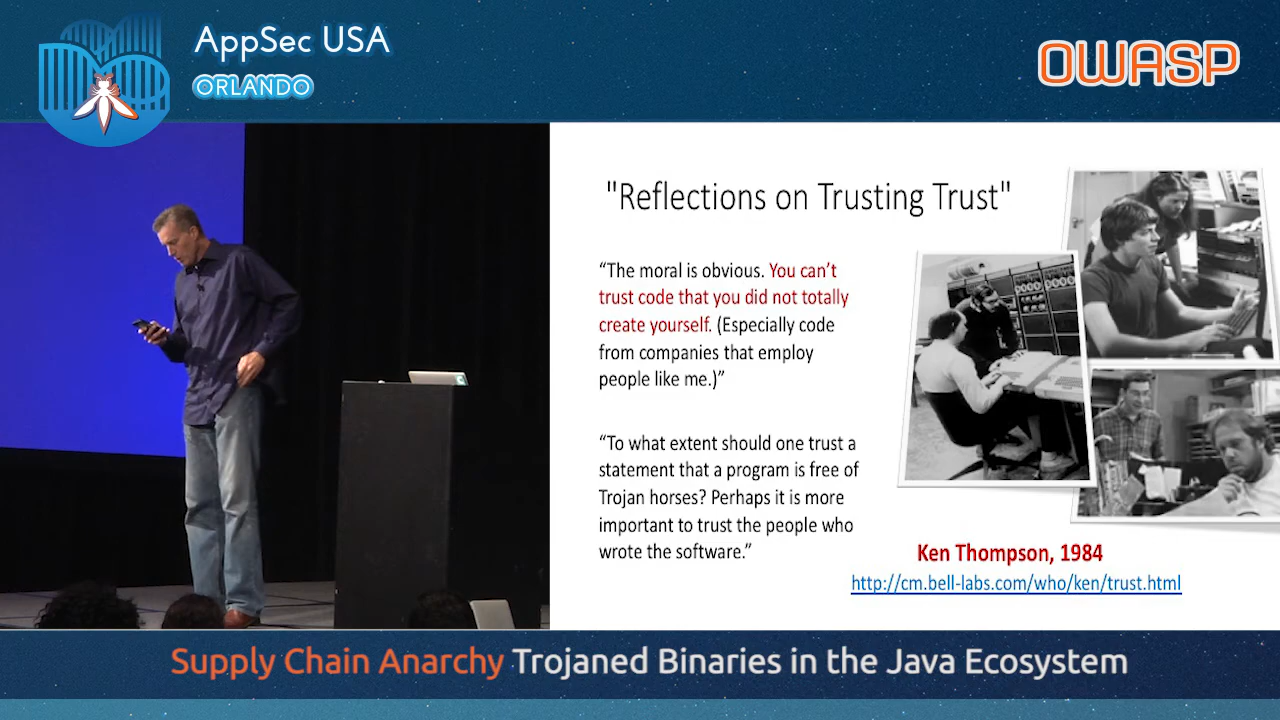 AppSec USA
ORLANDO
OWASP
"Reflections on Trusting Trust"
“The moral is obvious. You can’t
trust code that you did not totally
create yourself. (Especially code
from companies that employ
people like me.)”
“To what extent should one trust a
statement that a program is free of
Trojan horses? Perhaps it is more
important to trust the people who
wrote the software.”
Ken Thompson, 1984
http://cm.bell-labs.com/who/ken/trust.html
Supply Chain Anarchy Trojaned Binaries in the Java Ecosystem